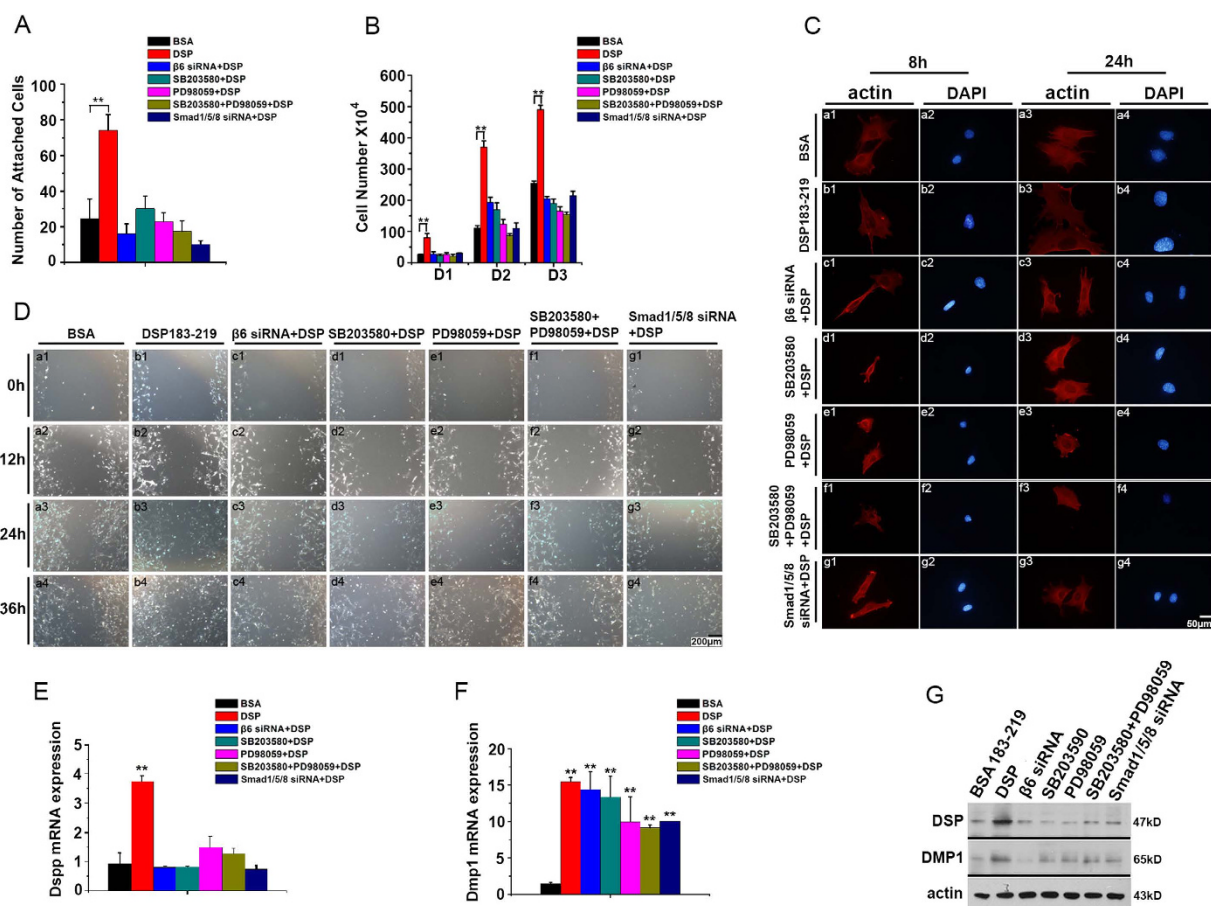 A
BSA
DSP
β6 siRNA+DSP
SB203580+DSP
PD98059+DSP
SB203580+PD98059+DSP
Smad1/5/8 siRNA+DSP
Number of Attached Cells
100
80
60
40
20
0
**
B
BSA
DSP
β6 siRNA+DSP
SB203580+DSP
PD98059+DSP
SB203580+PD98059+DSP
Smad1/5/8 siRNA+DSP
Cell Number X10⁴
600
500
400
300
200
100
0
**
**
**
D1
D2
D3
C
8h
24h
actin
DAPI
actin
DAPI
BSA
a1
a2
a3
a4
DSP183-219
b1
b2
b3
b4
β6 siRNA
+DSP
c1
c2
c3
c4
SB203580
+DSP
d1
d2
d3
d4
PD98059
+DSP
e1
e2
e3
e4
SB203580
+PD98059
+DSP
f1
f2
f3
f4
Smad1/5/8
siRNA+DSP
g1
g2
g3
g4
50μm
D
BSA
DSP183-219
β6 siRNA+DSP
SB203580+DSP
PD98059+DSP
SB203580+
PD98059+DSP
Smad1/5/8 siRNA
+DSP
0h
a1
b1
c1
d1
e1
f1
g1
12h
a2
b2
c2
d2
e2
f2
g2
24h
a3
b3
c3
d3
e3
f3
g3
36h
a4
b4
c4
d4
e4
f4
g4
200μm
E
BSA
DSP
β6 siRNA+DSP
SB203580+DSP
PD98059+DSP
SB203580+PD98059+DSP
Smad1/5/8 siRNA+DSP
Dspp mRNA expression
5
4
3
2
1
0
**
F
BSA
DSP
β6 siRNA+DSP
SB203580+DSP
PD98059+DSP
SB203580+PD98059+DSP
Smad1/5/8 siRNA+DSP
Dmp1 mRNA expression
20
15
10
5
0
**
**
**
**
**
**
G
BSA 183-219
DSP
β6 siRNA
SB203590
PD98059
SB203580+PD98059
Smad1/5/8 siRNA
DSP
47kD
DMP1
65kD
actin
43kD